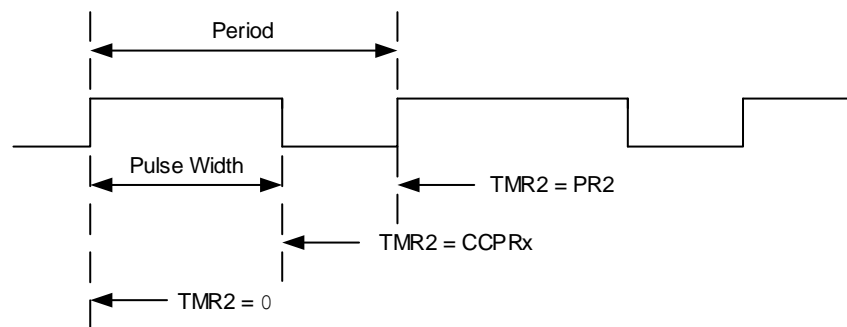 Period
Pulse Width
TMR2 = PR2
TMR2 = CCPRx
TMR2 = 0